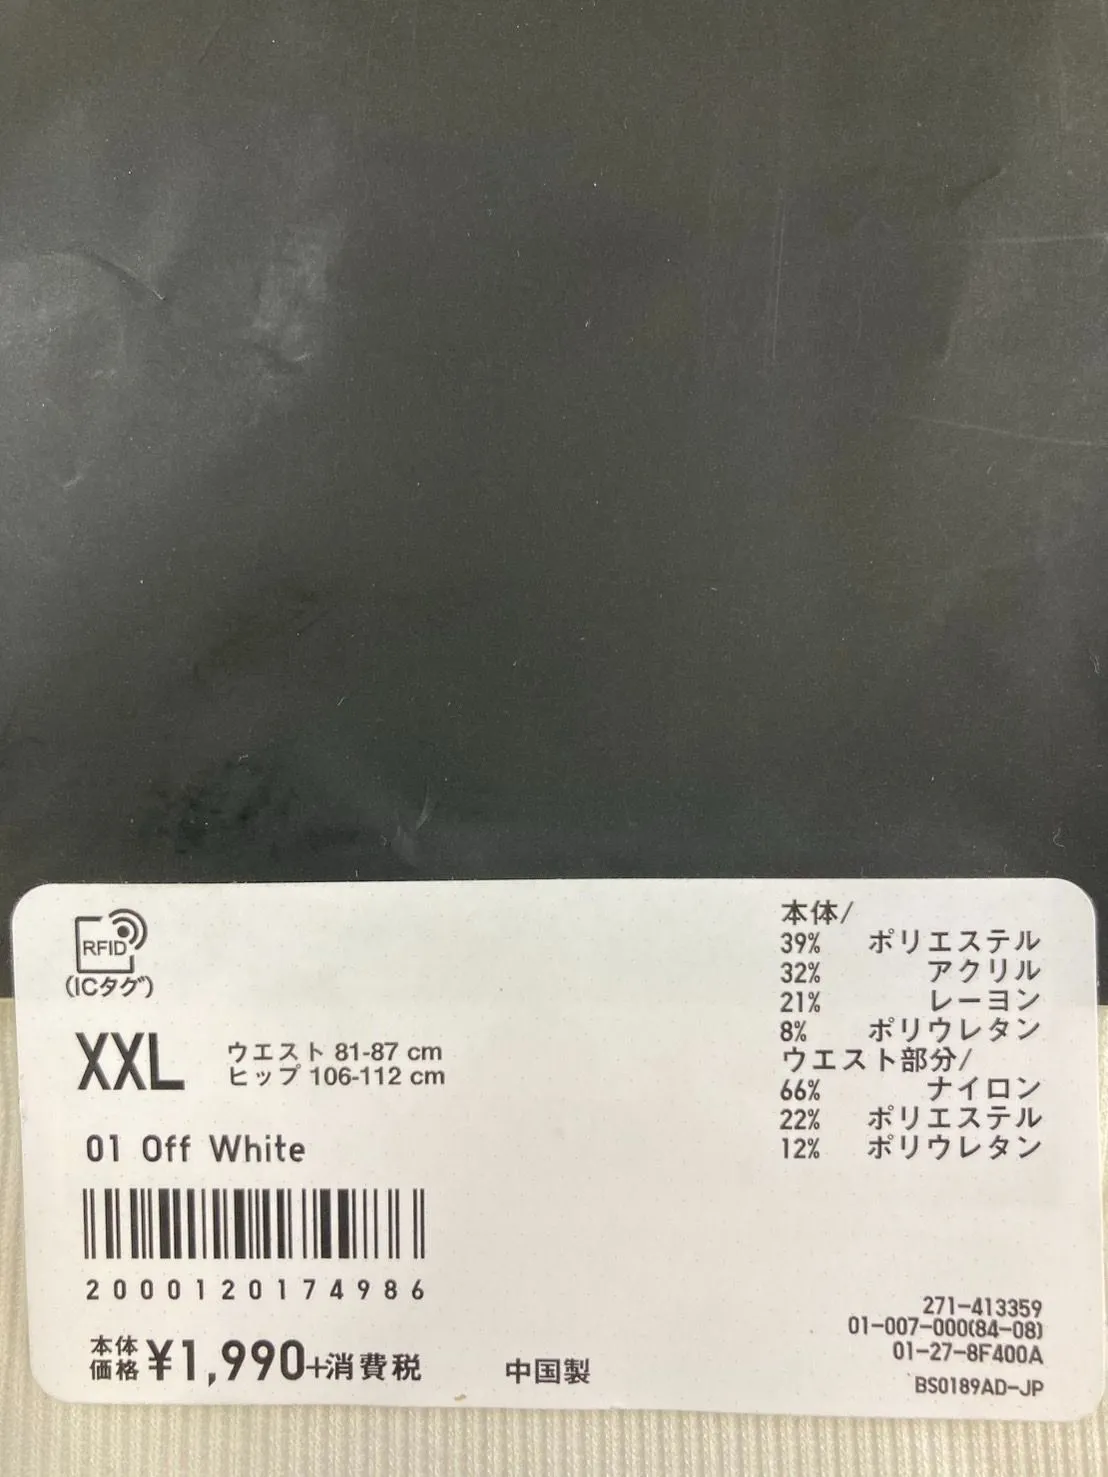 RFID
(ICタグ)
XXL
ウエスト 81-87 cm
ヒップ 106-112 cm
01 Off White
2000120174986
本体価格 ¥1,990+消費税
中国製
本体/
39% ポリエステル
32% アクリル
21% レーヨン
8% ポリウレタン
ウエスト部分/
66% ナイロン
22% ポリエステル
12% ポリウレタン
271-413359
01-007-000(84-08)
01-27-8F400A
BS0189AD-JP